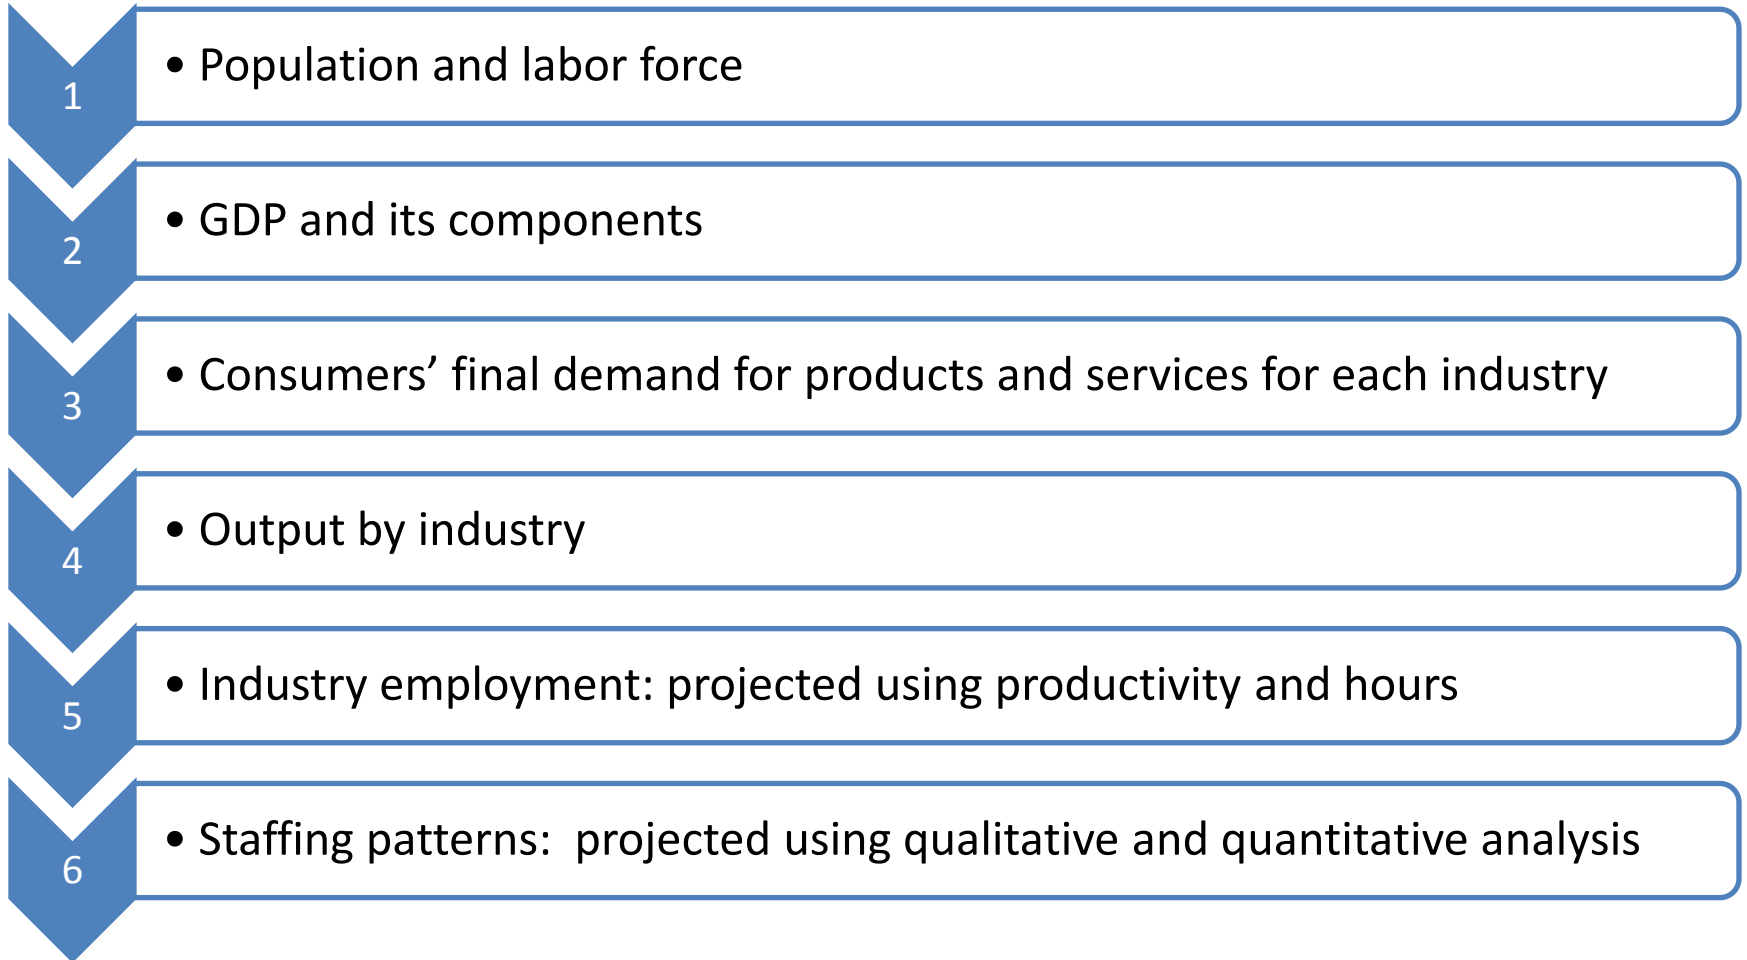 1
• Population and labor force
2
• GDP and its components
3
• Consumers’ final demand for products and services for each industry
4
• Output by industry
5
• Industry employment: projected using productivity and hours
6
• Staffing patterns:  projected using qualitative and quantitative analysis